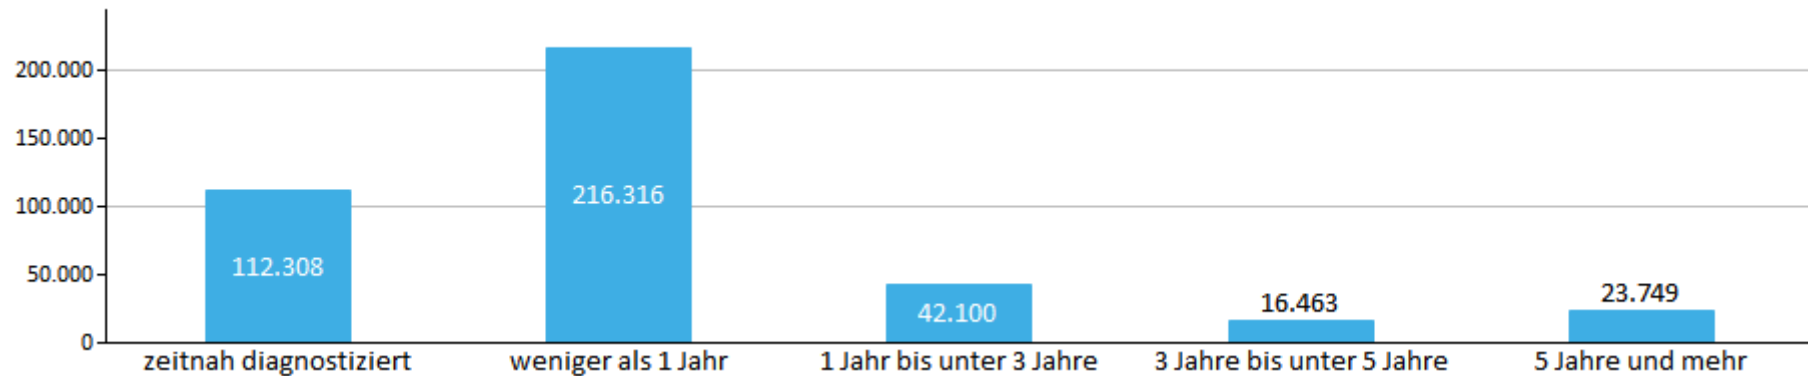 200.000
150.000
100.000
50.000
0
112.308
216.316
42.100
16.463
23.749
zeitnah diagnostiziert
weniger als 1 Jahr
1 Jahr bis unter 3 Jahre
3 Jahre bis unter 5 Jahre
5 Jahre und mehr